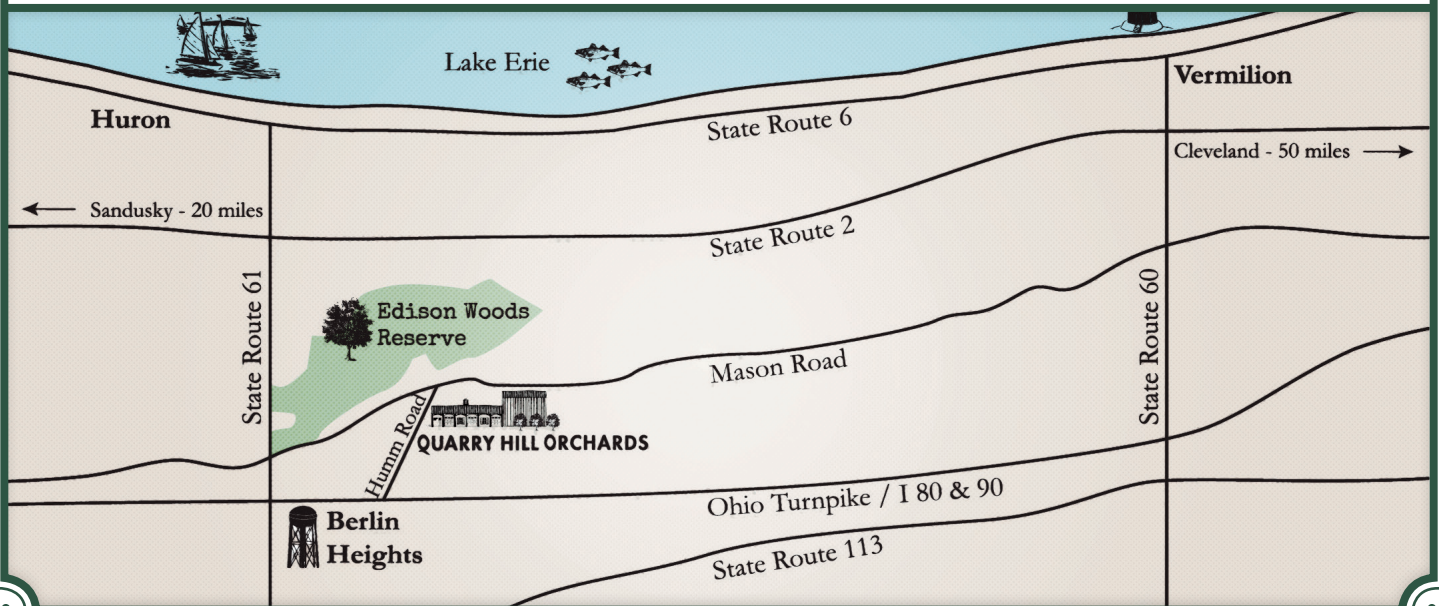 Lake Erie
Vermilion
Huron
State Route 6
Cleveland - 50 miles
Sandusky - 20 miles
State Route 2
State Route 61
State Route 60
Edison Woods
Reserve
Mason Road
Humm Road
QUARRY HILL ORCHARDS
Ohio Turnpike / I 80 & 90
Berlin
Heights
State Route 113